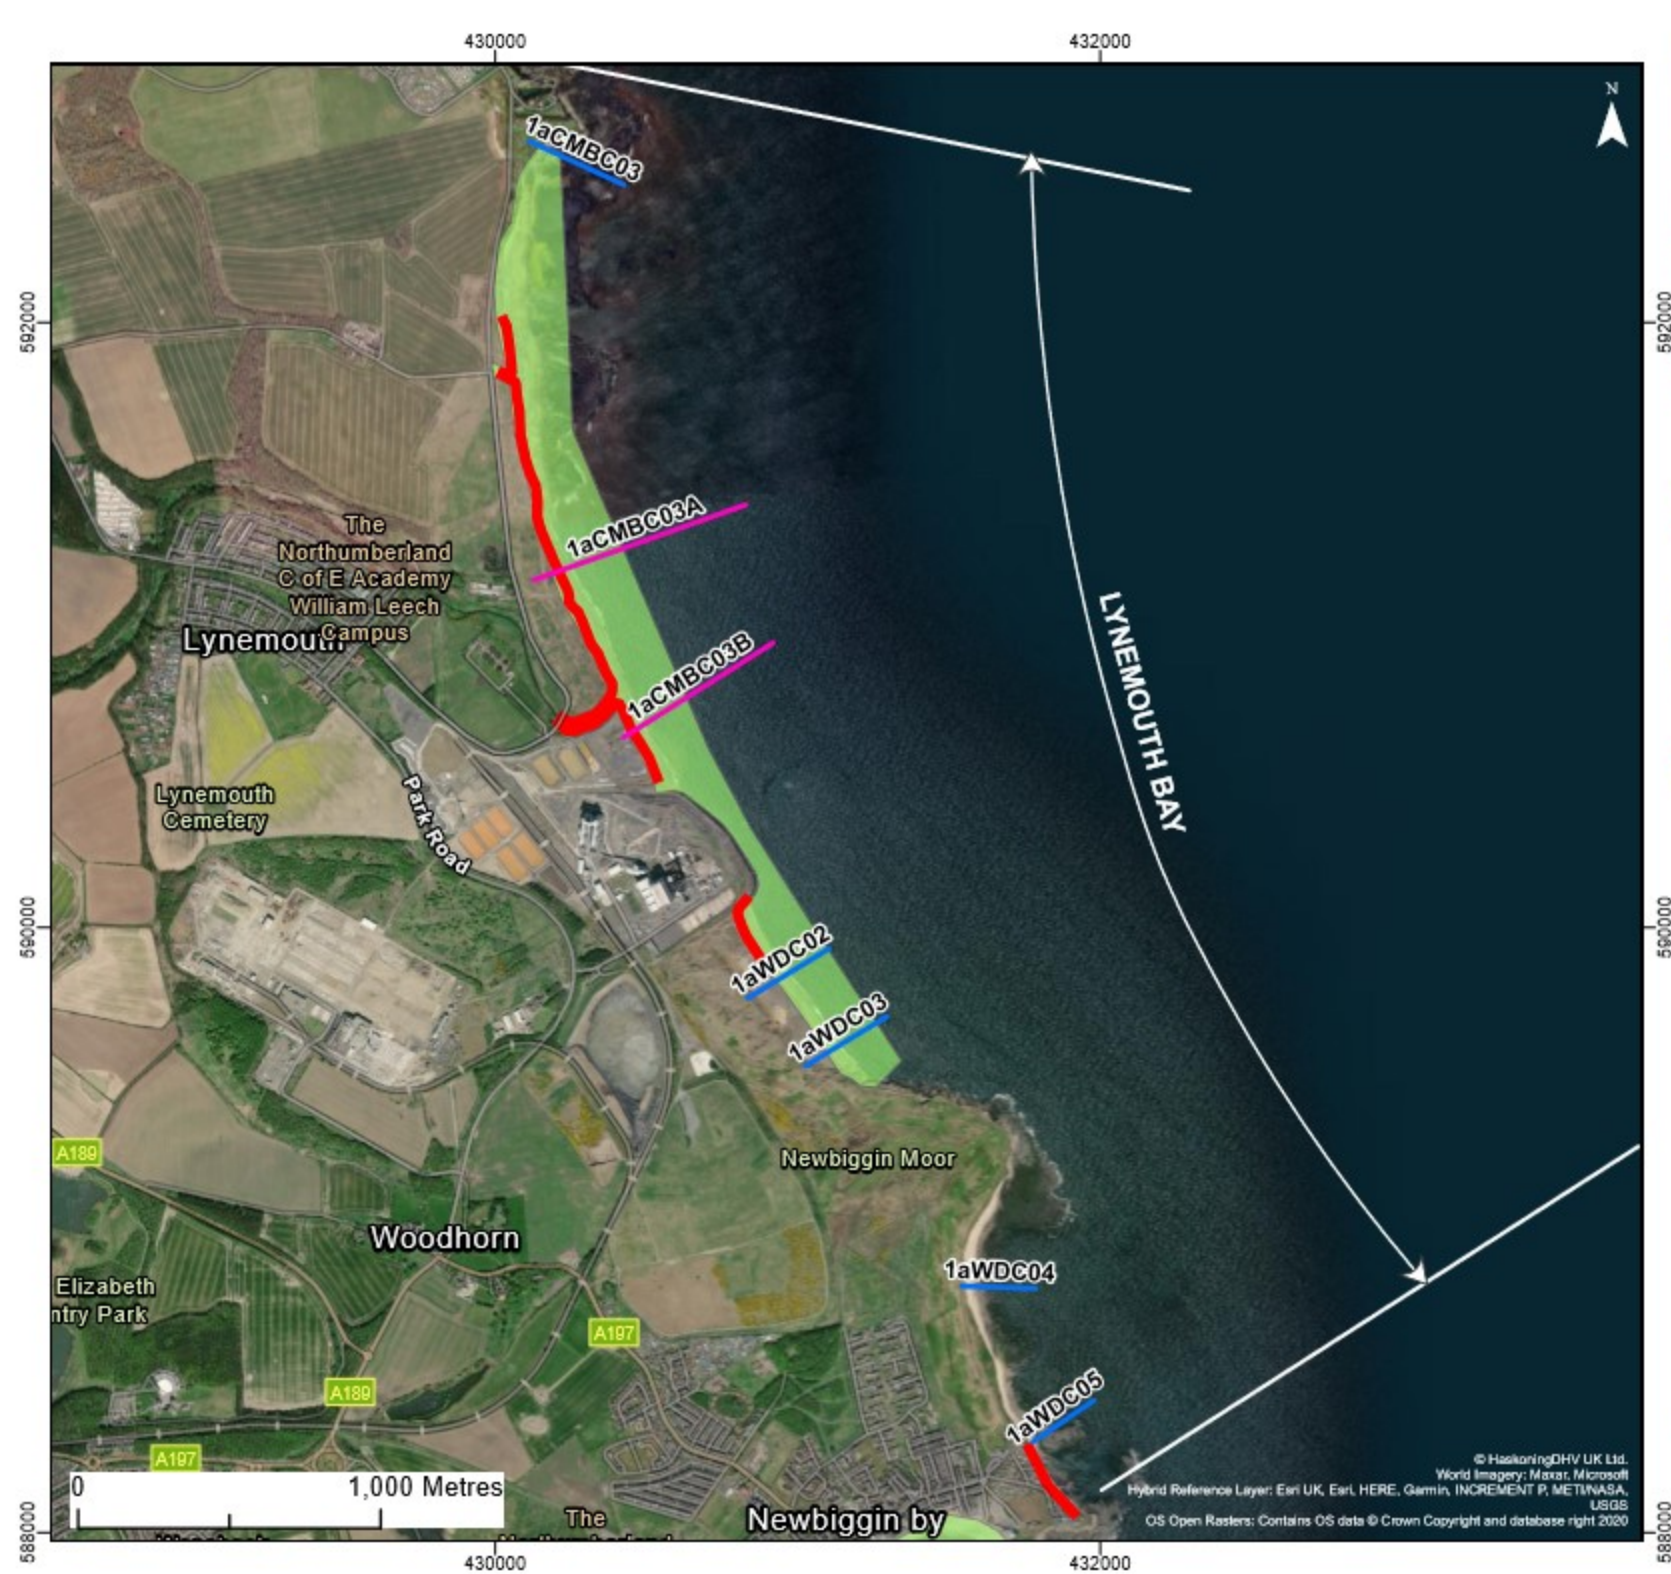 430000
432000
N
1aCMBC03
592000
592000
1aCMBC03A
The
Northumberland
C of E Academy
William Leech
Campus
Lynemouth
1aCMBC03B
LYNEMOUTH BAY
Lynemouth
Cemetery
Park Road
590000
590000
1aWDC02
1aWDC03
A189
Newbiggin Moor
Woodhorn
1aWDC04
Elizabeth
ntry Park
A197
A189
1aWDC05
A197
© HaskoningDHV UK Ltd.
World Imagery: Maxar, Microsoft
Hybrid Reference Layer: Esri UK, Esri, HERE, Garmin, INCREMENT P, METI/NASA,
USGS
OS Open Rasters: Contains OS data © Crown Copyright and database right 2020
0
1,000 Metres
The
Newbiggin by
588000
588000
430000
432000